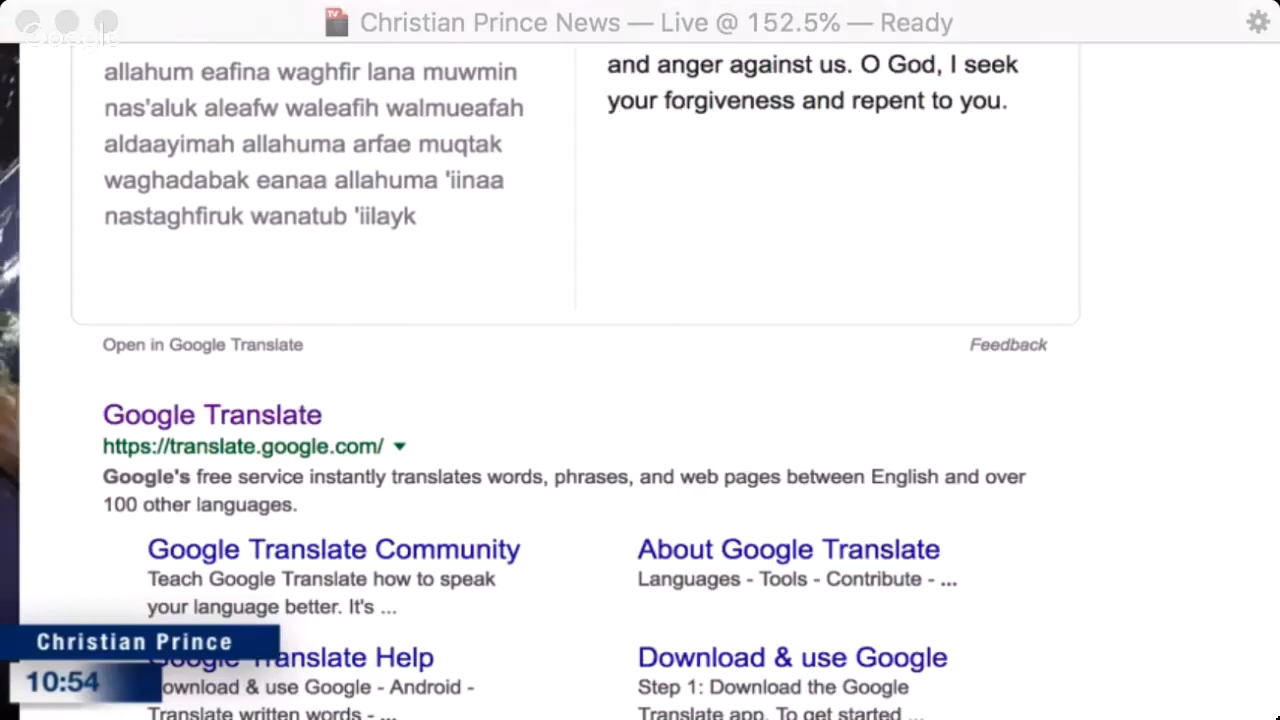 Christian Prince News — Live @ 152.5% — Ready
Google
allahum eafina waghfir lana muwmin
nas'aluk aleafw waleafih walmueafah
aldaayimah allahuma arfae muqtak
waghadabak eanaa allahuma 'iinaa
nastaghfiruk wanatub 'iilayk
and anger against us. O God, I seek
your forgiveness and repent to you.
Open in Google Translate
Feedback
Google Translate
https://translate.google.com/
Google's free service instantly translates words, phrases, and web pages between English and over
100 other languages.
Google Translate Community
Teach Google Translate how to speak
your language better. It's ...
About Google Translate
Languages - Tools - Contribute - ...
Google Translate Help
Download & use Google - Android -
Translate written words - ...
Download & use Google
Step 1: Download the Google
Translate app. To get started ...
Christian Prince
10:54